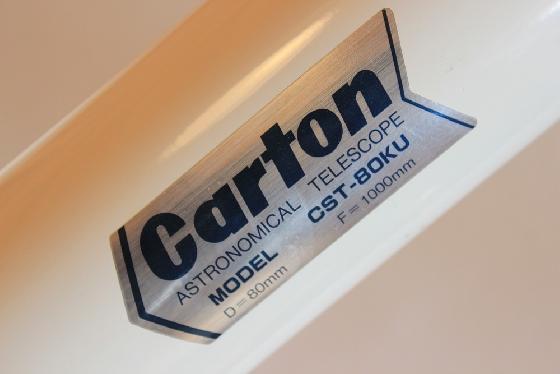 Carton
ASTRONOMICAL TELESCOPE
MODEL CST-80KU
D=80mm F=1000mm